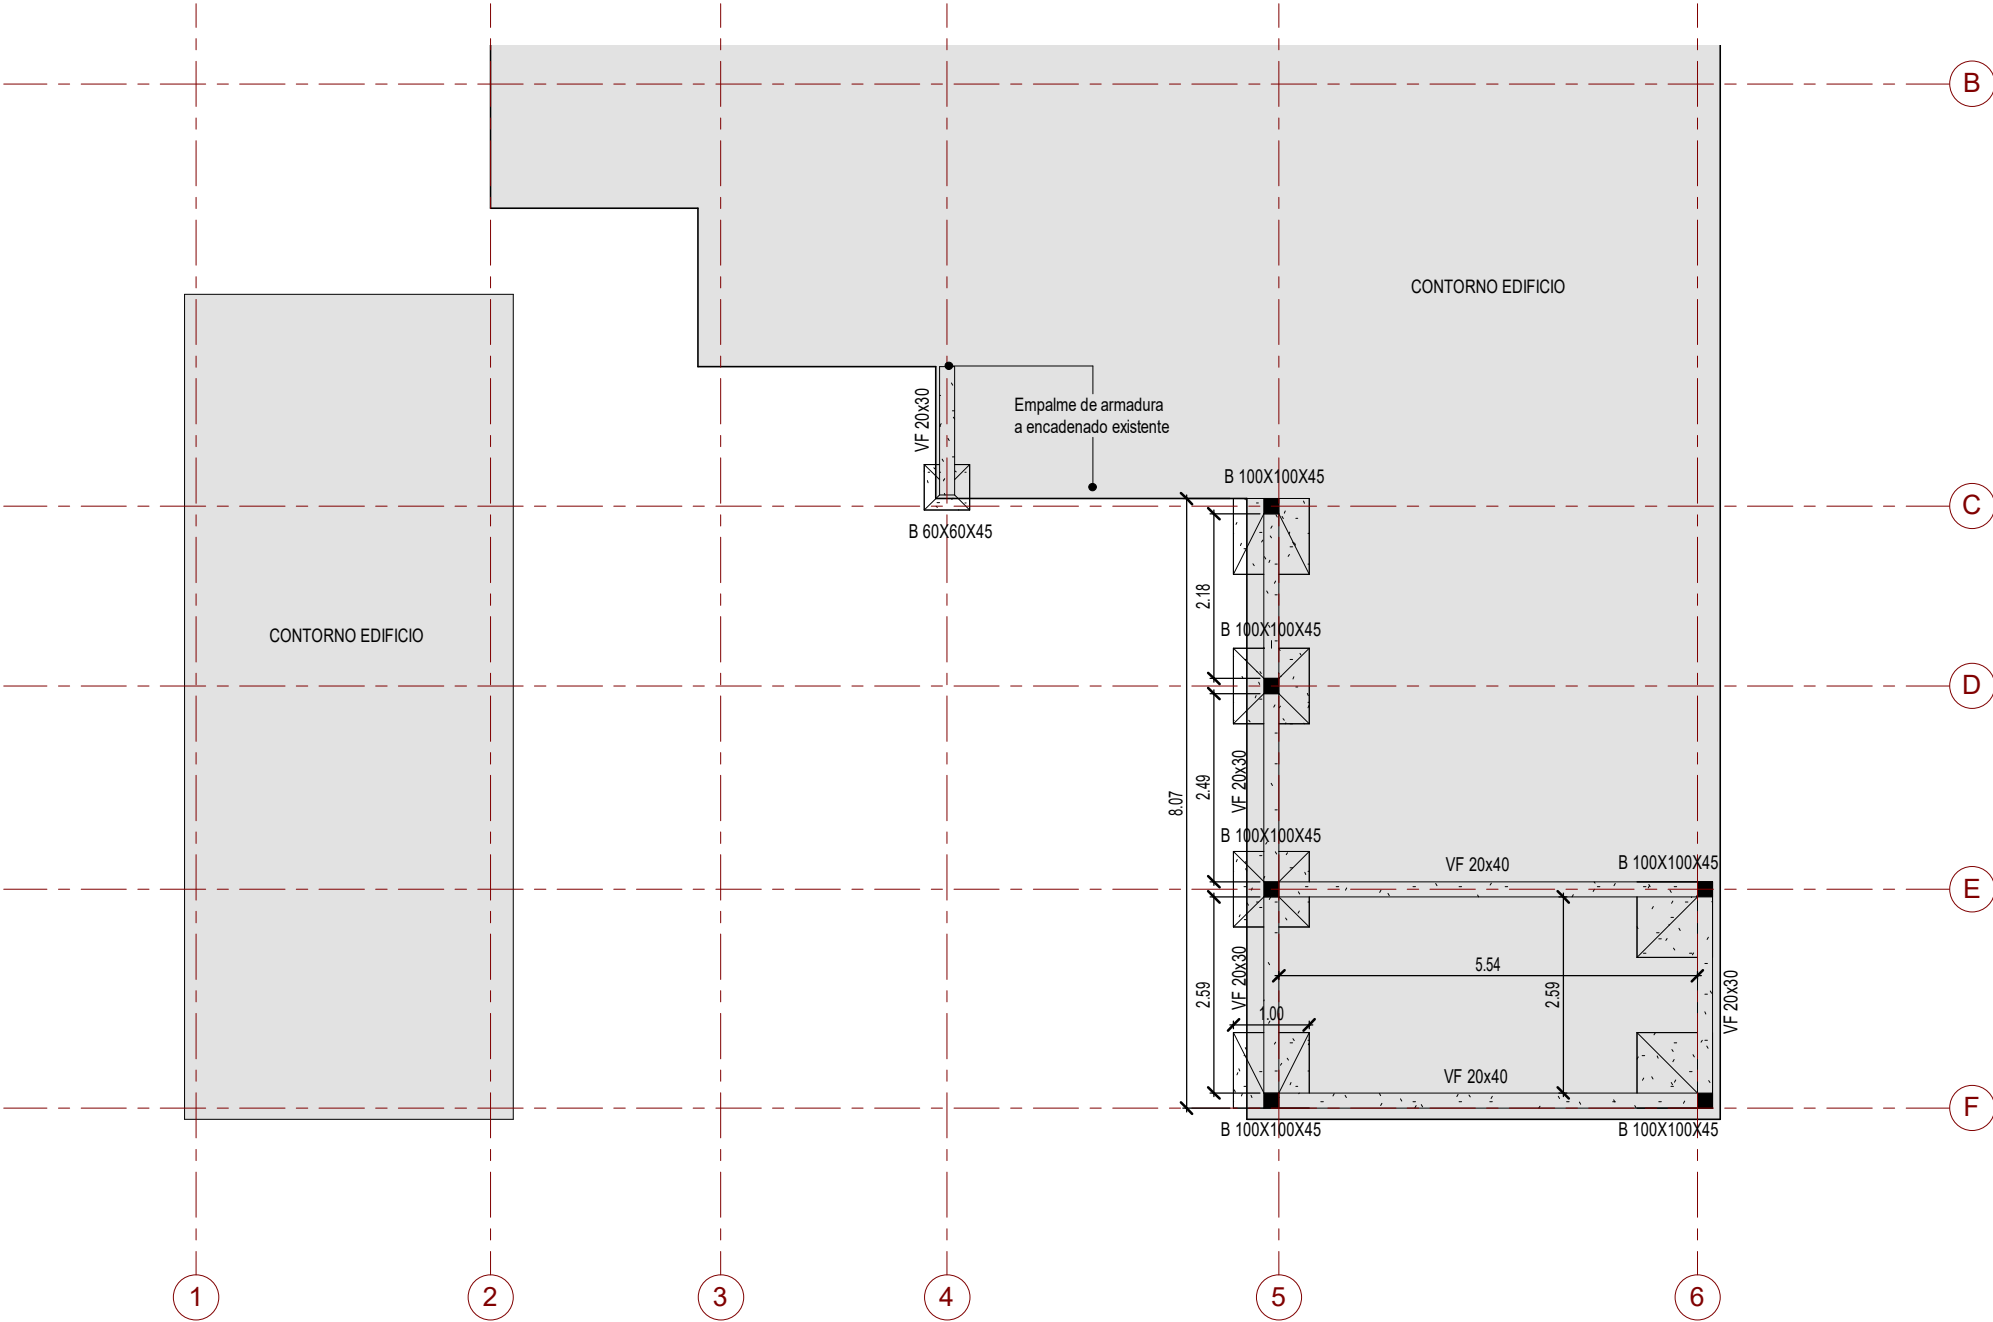 B
CONTORNO EDIFICIO
VF 20x30
Empalme de armadura
a encadenado existente
B 100X100X45
C
B 60X60X45
2.18
CONTORNO EDIFICIO
B 100X100X45
D
8.07
2.49
VF 20x30
B 100X100X45
VF 20x40
B 100X100X45
E
2.59
VF 20x30
5.54
2.59
VF 20x30
1.00
VF 20x40
F
B 100X100X45
B 100X100X45
1
2
3
4
5
6